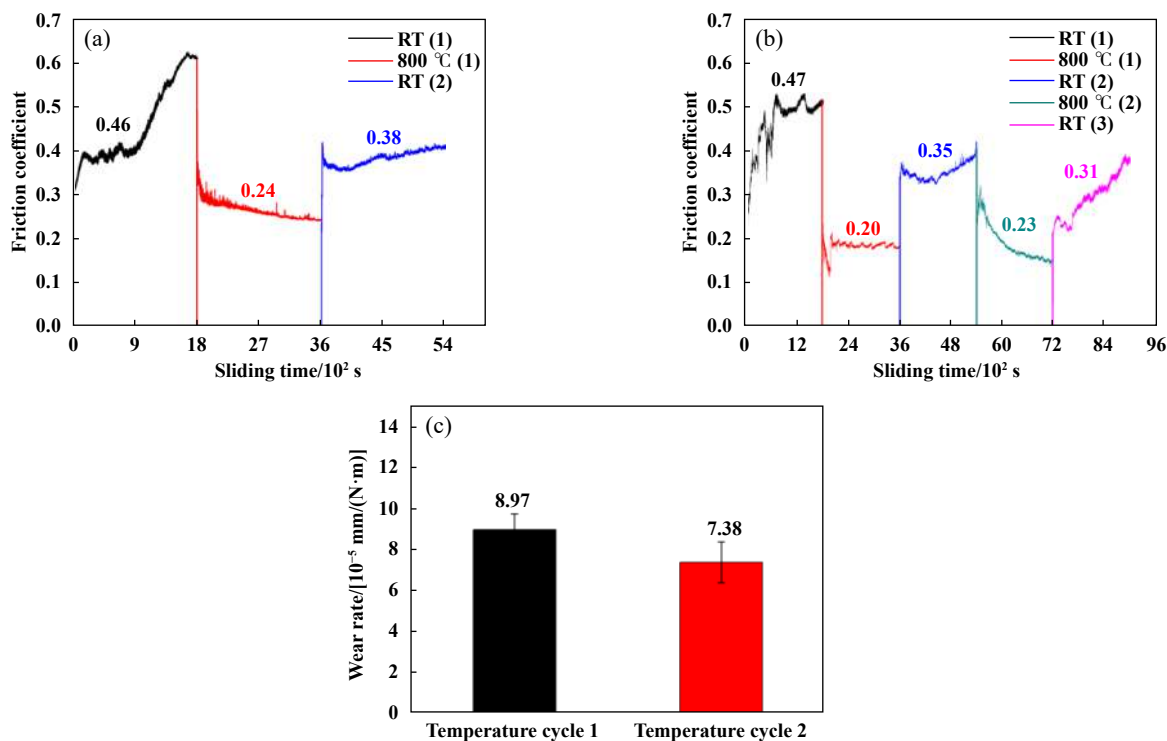 (a)
RT (1)
800 ℃ (1)
RT (2)
0.7
0.6
0.5
0.4
0.3
0.2
0.1
0.0
Friction coefficient
0.46
0.24
0.38
0 9 18 27 36 45 54
Sliding time/10² s
(b)
RT (1)
800 ℃ (1)
RT (2)
800 ℃ (2)
RT (3)
0.7
0.6
0.5
0.4
0.3
0.2
0.1
0.0
Friction coefficient
0.47
0.20
0.35
0.23
0.31
0 12 24 36 48 60 72 84 96
Sliding time/10² s
(c)
14
12
10
8
6
4
2
0
Wear rate/[10⁻⁵ mm/(N·m)]
8.97
7.38
Temperature cycle 1 Temperature cycle 2